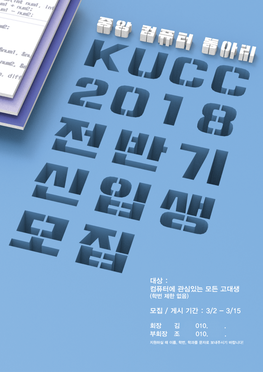 중앙 컴퓨터 동아리
KUCC
2018
전반기
신입생
모집
대상 :
컴퓨터에 관심있는 모든 고대생
(학번 제한 없음)
모집 / 게시 기간 : 3/2 ~ 3/15
회장 김 010.
부회장 조 010.